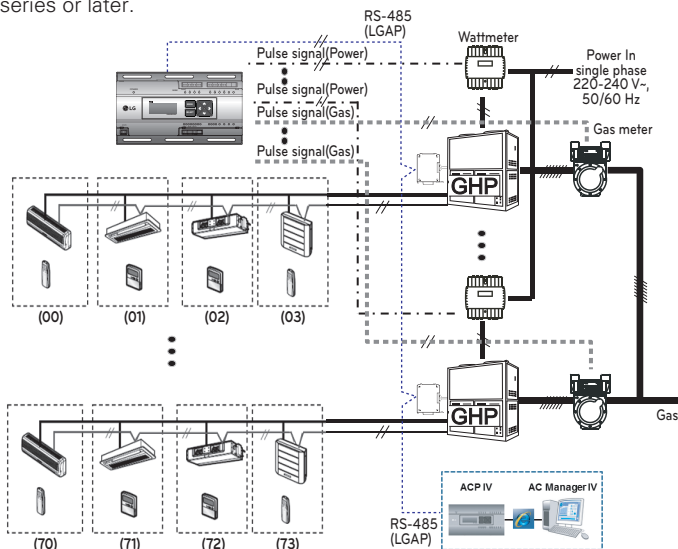 series or later.
RS-485
(LGAP)
Wattmeter
Pulse signal(Power)
Power In
single phase
220-240 V~,
50/60 Hz
Pulse signal(Power)
LG
Pulse signal(Gas)
Gas meter
Pulse signal(Gas)
GHP
(00)
(01)
(02)
(03)
GHP
Gas
ACP IV
AC Manager IV
RS-485
(LGAP)
(70)
(71)
(72)
(73)